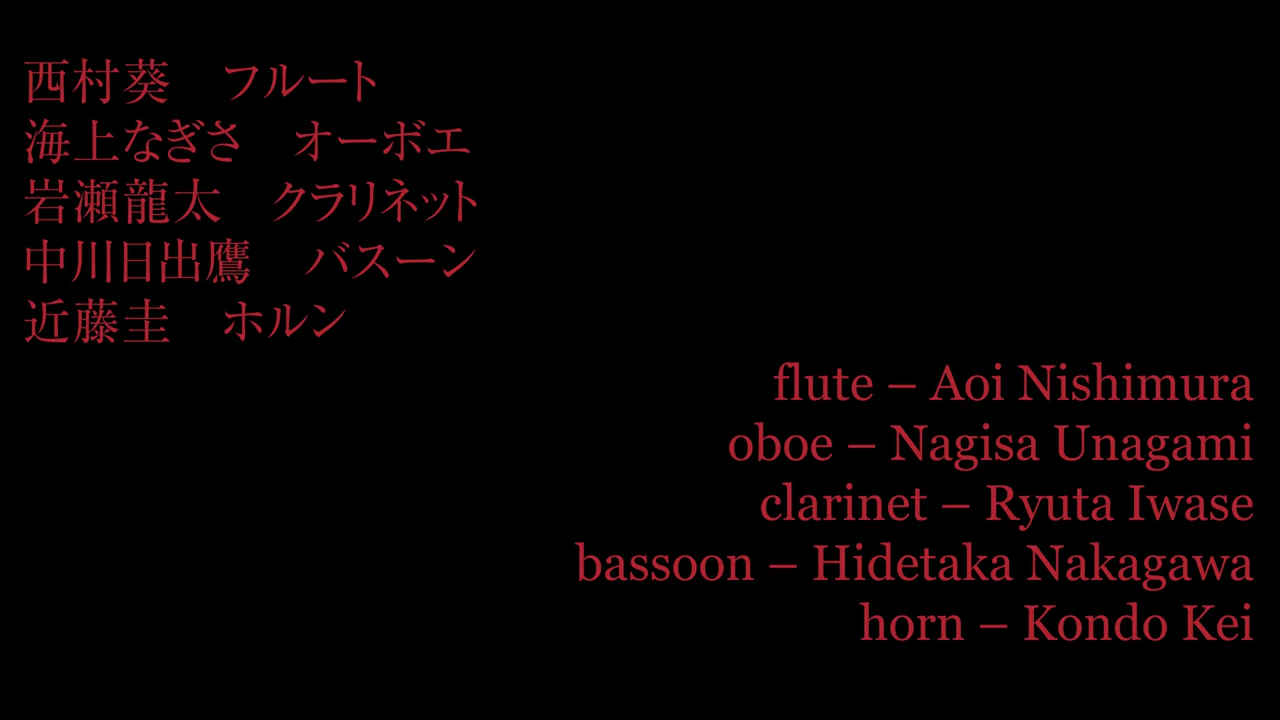 西村葵　フルート
海上なぎさ　オーボエ
岩瀬龍太　クラリネット
中川日出鷹　バスーン
近藤圭　ホルン
flute – Aoi Nishimura
oboe – Nagisa Unagami
clarinet – Ryuta Iwase
bassoon – Hidetaka Nakagawa
horn – Kondo Kei